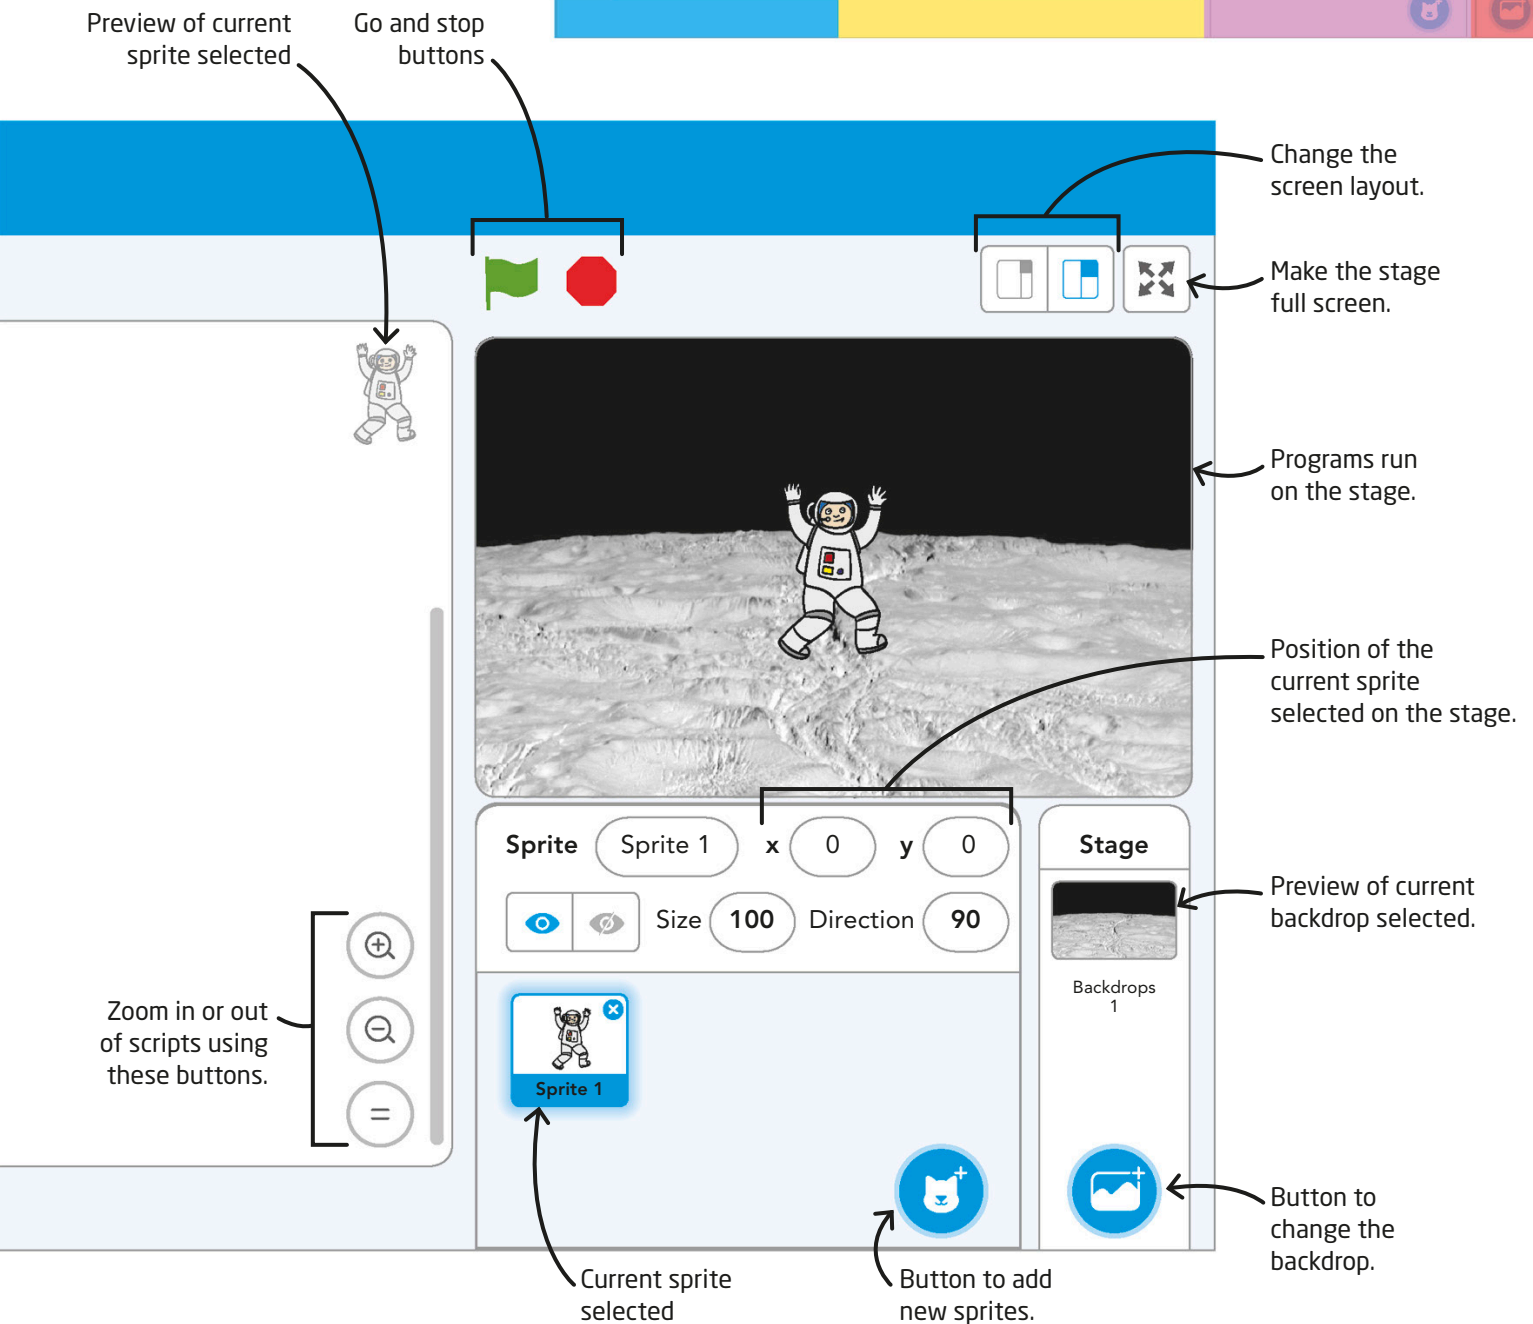 Preview of current
sprite selected
Go and stop
buttons
Change the
screen layout.
Make the stage
full screen.
Programs run
on the stage.
Position of the
current sprite
selected on the stage.
Sprite Sprite 1 x 0 y 0
Size 100 Direction 90
Stage
Preview of current
backdrop selected.
Backdrops
1
Zoom in or out
of scripts using
these buttons.
Sprite 1
Current sprite
selected
Button to add
new sprites.
Button to
change the
backdrop.